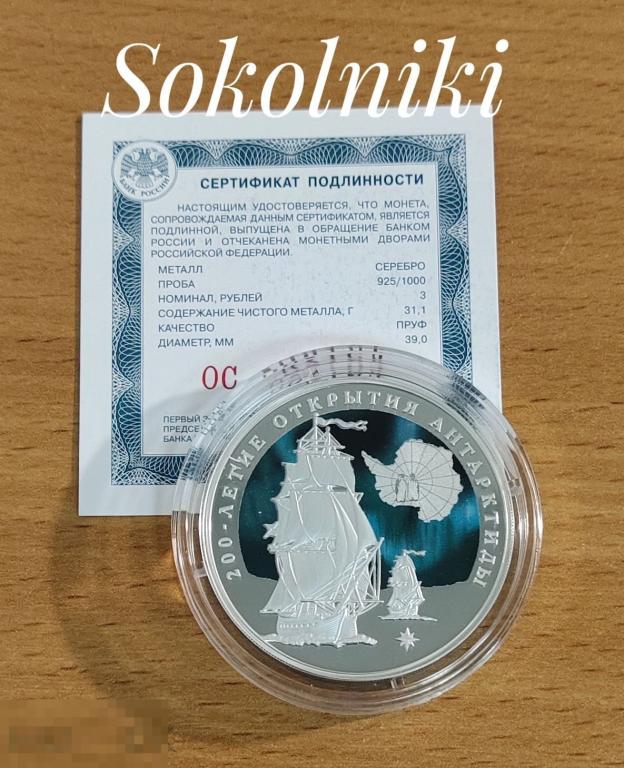 Sokolniki
БАНК РОССИИ
СЕРТИФИКАТ ПОДЛИННОСТИ
НАСТОЯЩИМ УДОСТОВЕРЯЕТСЯ, ЧТО МОНЕТА,
СОПРОВОЖДАЕМАЯ ДАННЫМ СЕРТИФИКАТОМ, ЯВЛЯЕТСЯ
ПОДЛИННОЙ, ВЫПУЩЕНА В ОБРАЩЕНИЕ БАНКОМ
РОССИИ И ОТЧЕКАНЕНА МОНЕТНЫМИ ДВОРАМИ
РОССИЙСКОЙ ФЕДЕРАЦИИ.
МЕТАЛЛ СЕРЕБРО
ПРОБА 925/1000
НОМИНАЛ, РУБЛЕЙ 3
СОДЕРЖАНИЕ ЧИСТОГО МЕТАЛЛА, Г 31,1
КАЧЕСТВО ПРУФ
ДИАМЕТР, ММ 39,0
ОС
ПЕРВЫЙ
БАНКА
200-ЛЕТИЕ ОТКРЫТИЯ АНТАРКТИДЫ